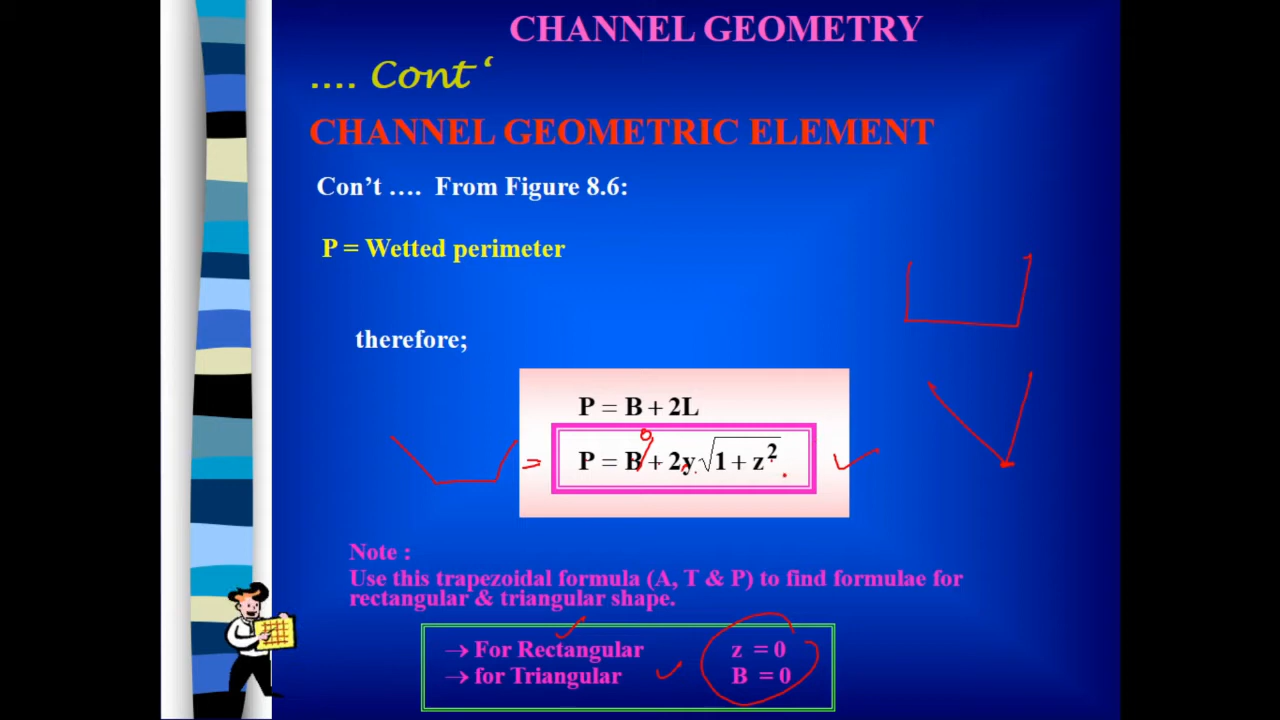 CHANNEL GEOMETRY
.... Cont‘
CHANNEL GEOMETRIC ELEMENT
Con’t …. From Figure 8.6:
P = Wetted perimeter
therefore;
P = B + 2L
0
= P = B + 2y√1 + z²
Note :
Use this trapezoidal formula (A, T & P) to find formulae for
rectangular & triangular shape.
→ For Rectangular z = 0
→ for Triangular B = 0